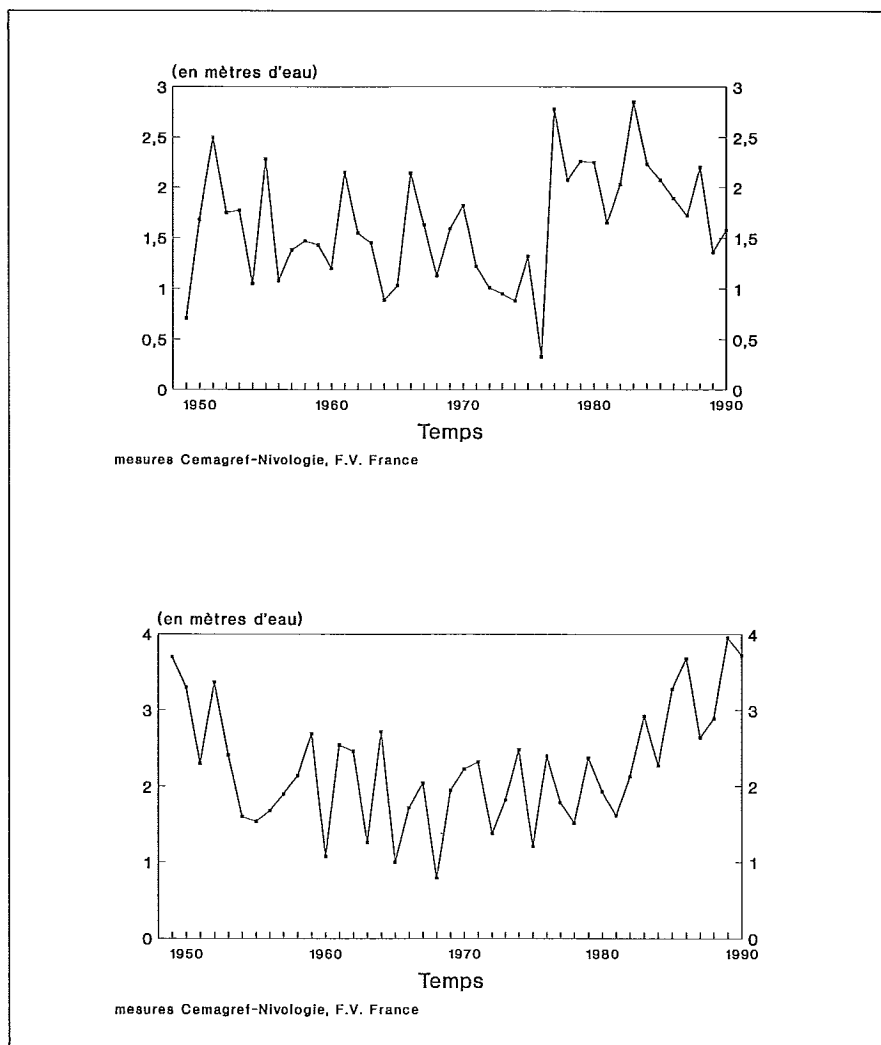 (en mètres d'eau)
3 3
2,5 2,5
2 2
1,5 1,5
1 1
0,5 0,5
0 0
1950 1960 1970 1980 1990
Temps
mesures Cemagref-Nivologie, F.V. France
(en mètres d'eau)
4 4
3 3
2 2
1 1
0 0
1950 1960 1970 1980 1990
Temps
mesures Cemagref-Nivologie, F.V. France